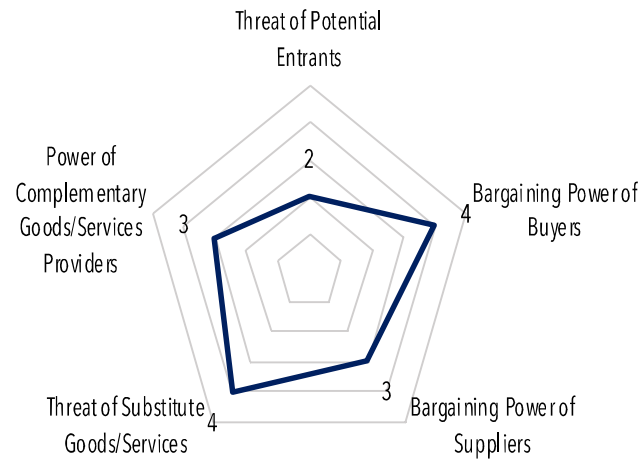 Threat of Potential
Entrants
2
Power of
Complementary
Goods/Services
Providers
3
4
Bargaining Power of
Buyers
3
Bargaining Power of
Suppliers
Threat of Substitute
Goods/Services
4